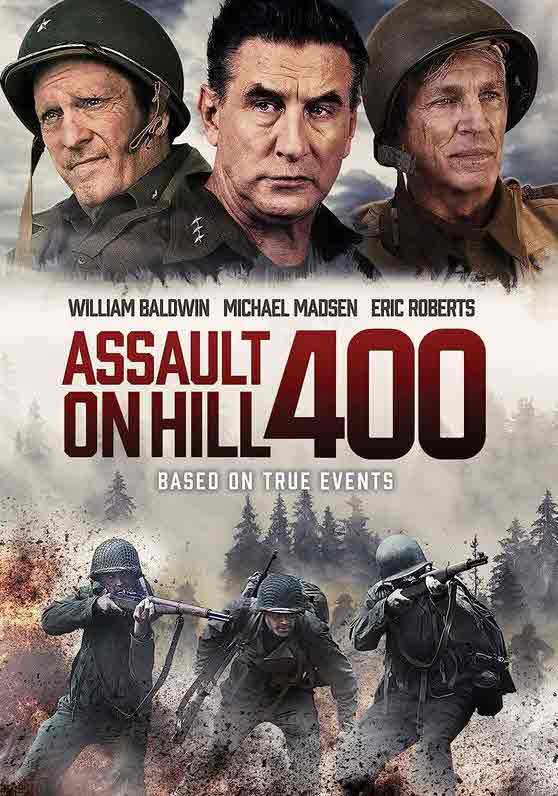 WILLIAM BALDWIN MICHAEL MADSEN ERIC ROBERTS
ASSAULT
ON HILL 400
BASED ON TRUE EVENTS